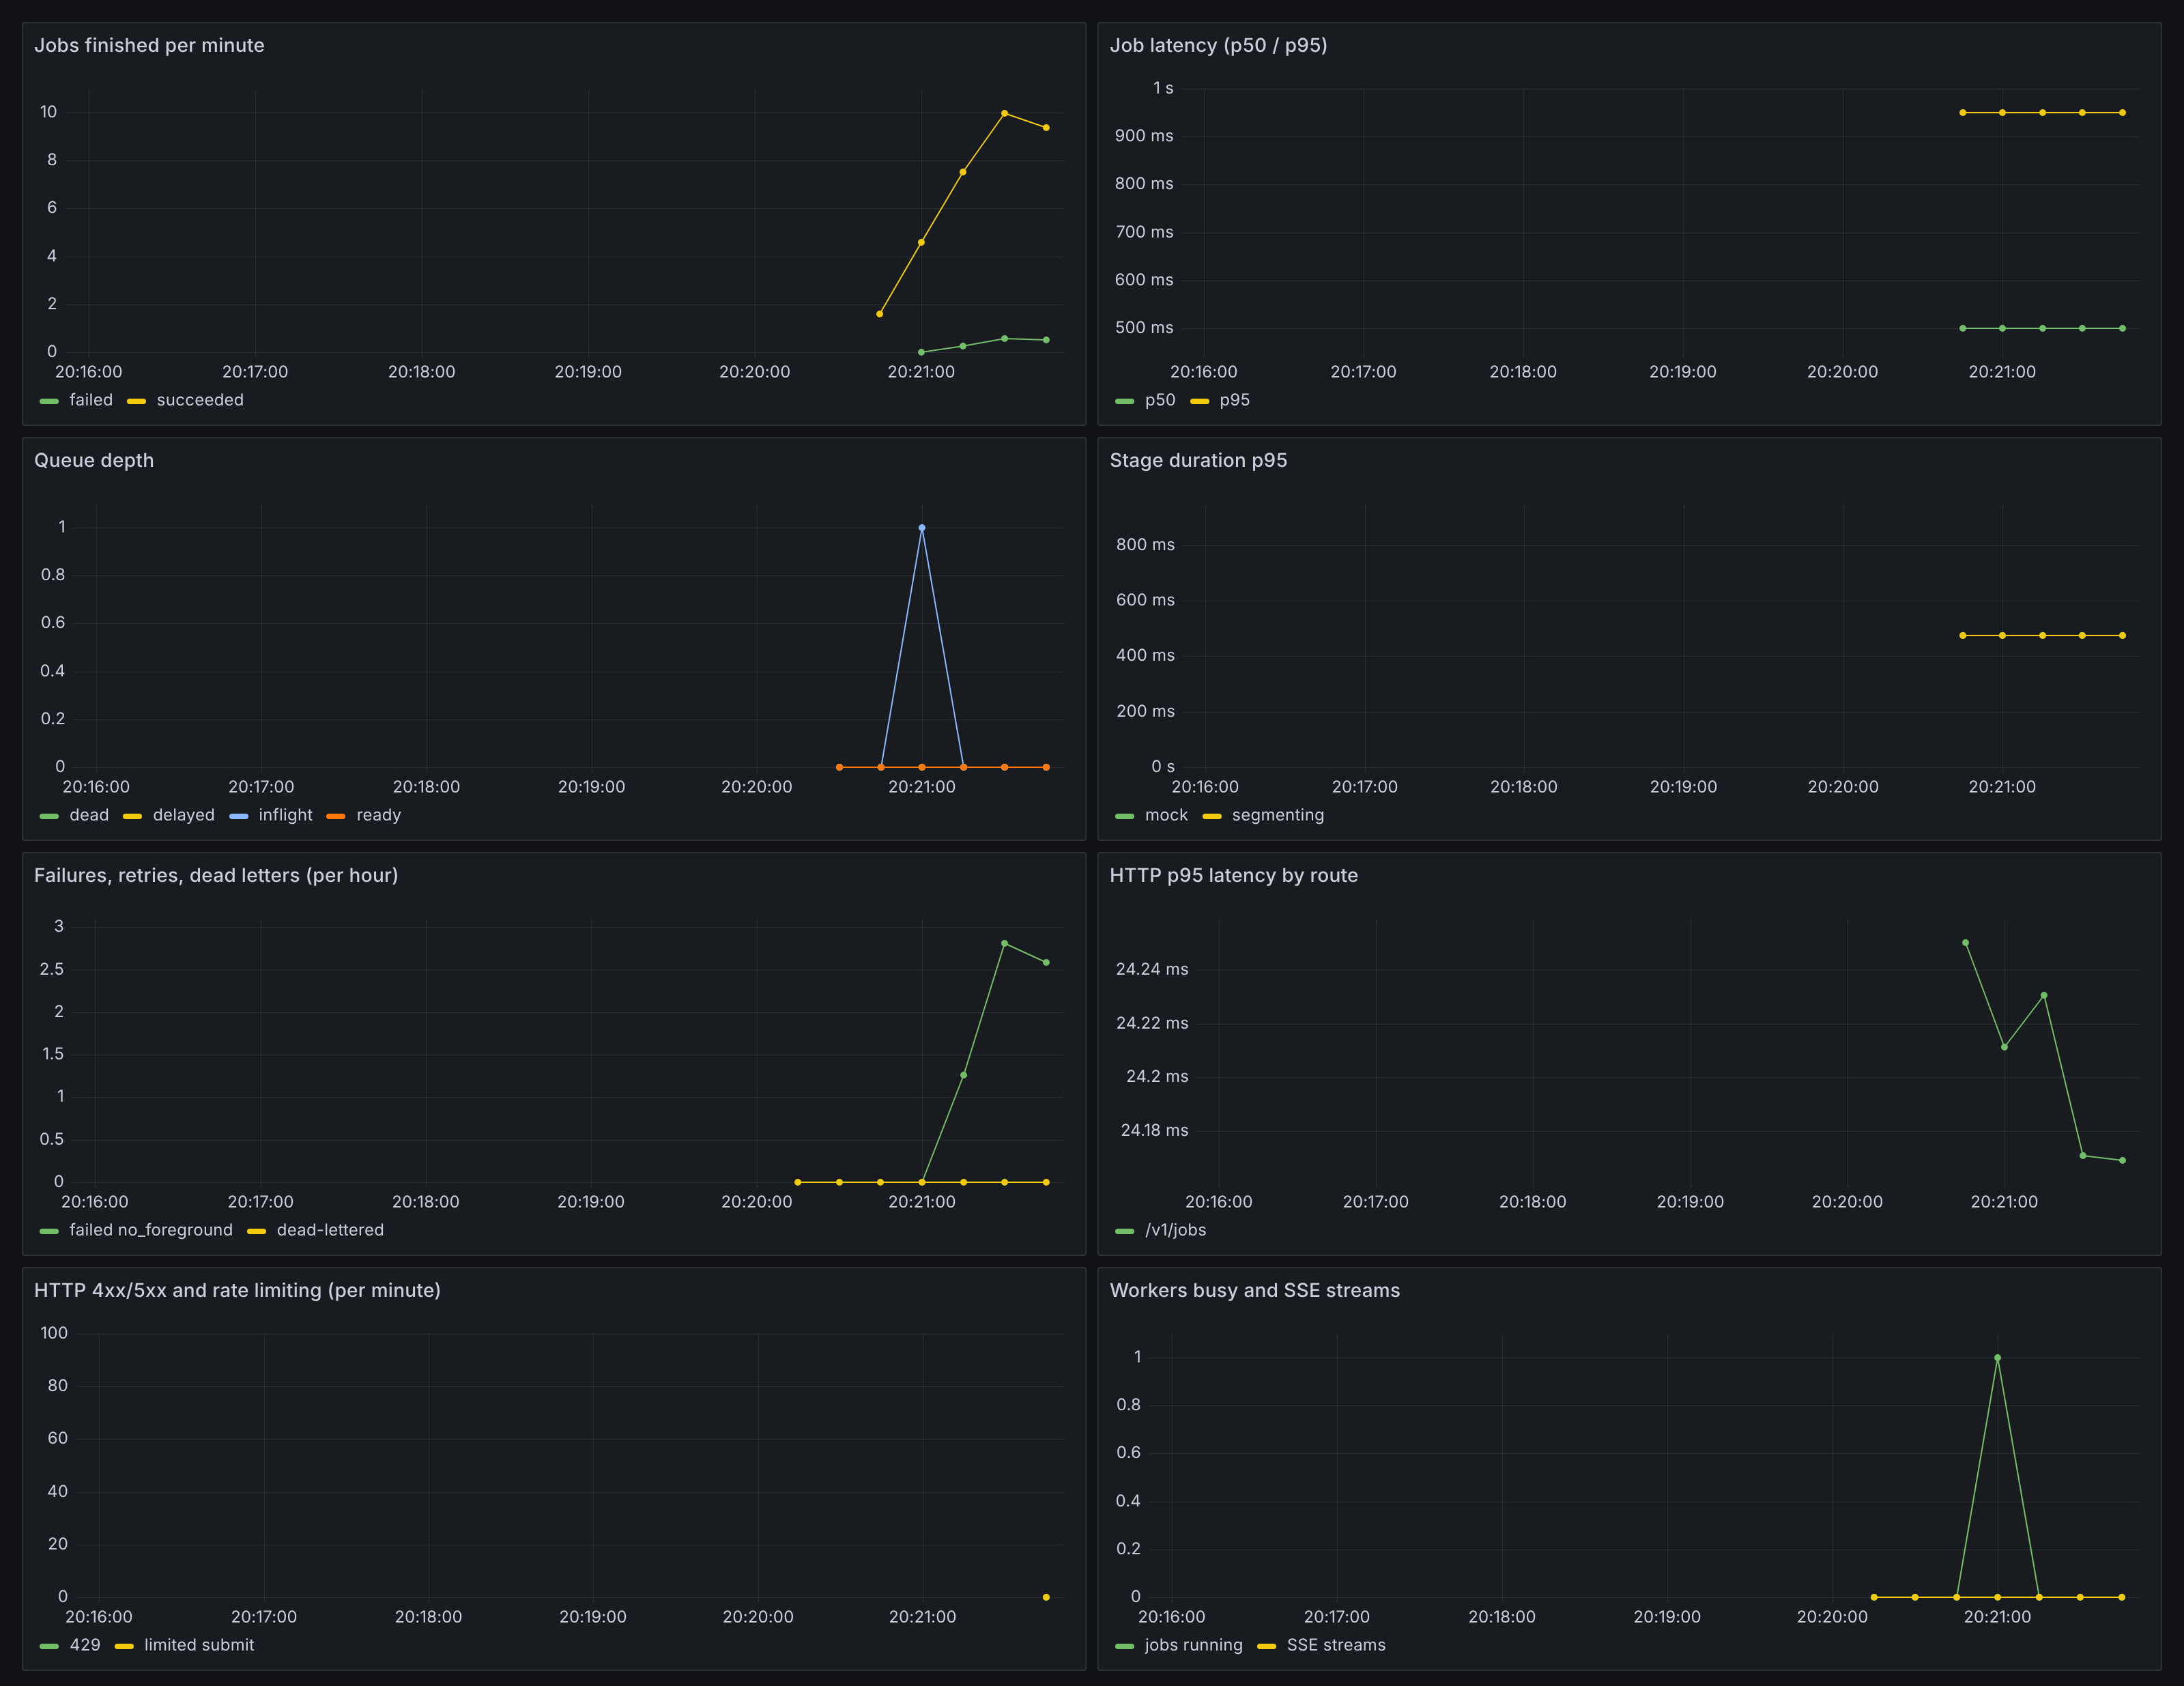 Jobs finished per minute
10
8
6
4
2
0
20:16:00 20:17:00 20:18:00 20:19:00 20:20:00 20:21:00
failed succeeded
Job latency (p50 / p95)
1 s
900 ms
800 ms
700 ms
600 ms
500 ms
20:16:00 20:17:00 20:18:00 20:19:00 20:20:00 20:21:00
p50 p95
Queue depth
1
0.8
0.6
0.4
0.2
0
20:16:00 20:17:00 20:18:00 20:19:00 20:20:00 20:21:00
dead delayed inflight ready
Stage duration p95
800 ms
600 ms
400 ms
200 ms
0 s
20:16:00 20:17:00 20:18:00 20:19:00 20:20:00 20:21:00
mock segmenting
Failures, retries, dead letters (per hour)
3
2.5
2
1.5
1
0.5
0
20:16:00 20:17:00 20:18:00 20:19:00 20:20:00 20:21:00
failed no_foreground dead-lettered
HTTP p95 latency by route
24.24 ms
24.22 ms
24.2 ms
24.18 ms
20:16:00 20:17:00 20:18:00 20:19:00 20:20:00 20:21:00
/v1/jobs
HTTP 4xx/5xx and rate limiting (per minute)
100
80
60
40
20
0
20:16:00 20:17:00 20:18:00 20:19:00 20:20:00 20:21:00
429 limited submit
Workers busy and SSE streams
1
0.8
0.6
0.4
0.2
0
20:16:00 20:17:00 20:18:00 20:19:00 20:20:00 20:21:00
jobs running SSE streams